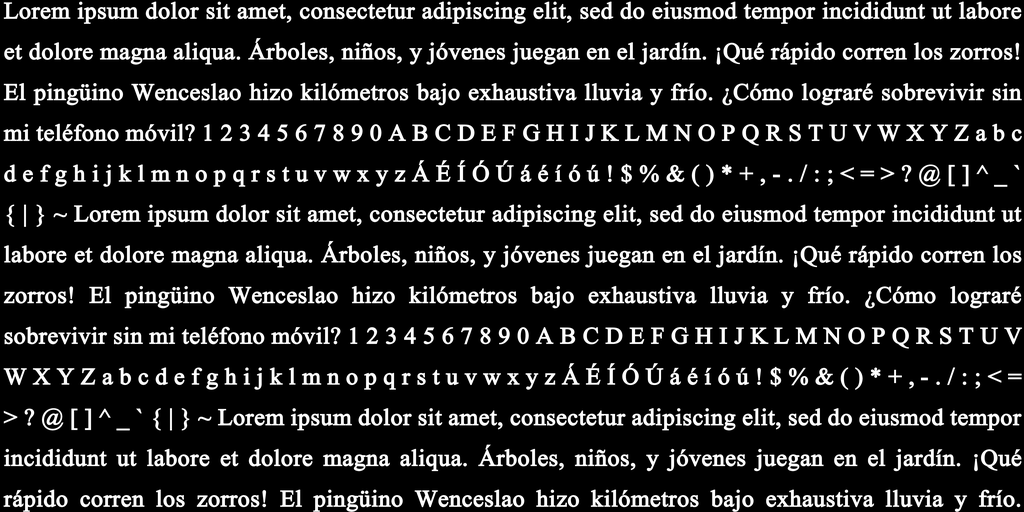 Lorem ipsum dolor sit amet, consectetur adipiscing elit, sed do eiusmod tempor incididunt ut labore
et dolore magna aliqua. Árboles, niños, y jóvenes juegan en el jardín. ¡Qué rápido corren los zorros!
El pingüino Wenceslao hizo kilómetros bajo exhaustiva lluvia y frío. ¿Cómo lograré sobrevivir sin
mi teléfono móvil? 1 2 3 4 5 6 7 8 9 0 A B C D E F G H I J K L M N O P Q R S T U V W X Y Z a b c
d e f g h i j k l m n o p q r s t u v w x y z Á É Í Ó Ú á é í ó ú ! $ % & ( ) * + , - . / : ; < = > ? @ [ ] ^ _ `
{ | } ~ Lorem ipsum dolor sit amet, consectetur adipiscing elit, sed do eiusmod tempor incididunt ut
labore et dolore magna aliqua. Árboles, niños, y jóvenes juegan en el jardín. ¡Qué rápido corren los
zorros! El pingüino Wenceslao hizo kilómetros bajo exhaustiva lluvia y frío. ¿Cómo lograré
sobrevivir sin mi teléfono móvil? 1 2 3 4 5 6 7 8 9 0 A B C D E F G H I J K L M N O P Q R S T U V
W X Y Z a b c d e f g h i j k l m n o p q r s t u v w x y z Á É Í Ó Ú á é í ó ú ! $ % & ( ) * + , - . / : ; < =
> ? @ [ ] ^ _ ` { | } ~ Lorem ipsum dolor sit amet, consectetur adipiscing elit, sed do eiusmod tempor
incididunt ut labore et dolore magna aliqua. Árboles, niños, y jóvenes juegan en el jardín. ¡Qué
rápido corren los zorros! El pingüino Wenceslao hizo kilómetros bajo exhaustiva lluvia y frío.